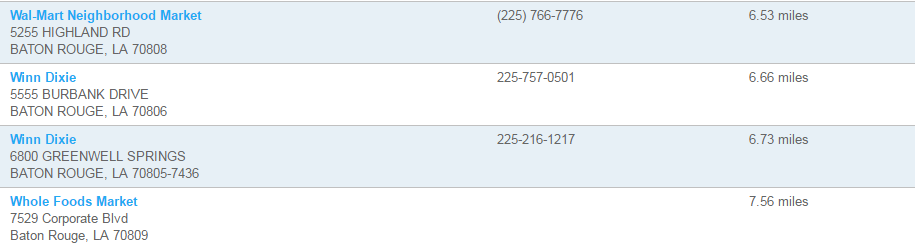 Wal-Mart Neighborhood Market (225) 766-7776 6.53 miles
5255 HIGHLAND RD
BATON ROUGE, LA 70808
Winn Dixie 225-757-0501 6.66 miles
5555 BURBANK DRIVE
BATON ROUGE, LA 70806
Winn Dixie 225-216-1217 6.73 miles
6800 GREENWELL SPRINGS
BATON ROUGE, LA 70805-7436
Whole Foods Market 7.56 miles
7529 Corporate Blvd
Baton Rouge, LA 70809